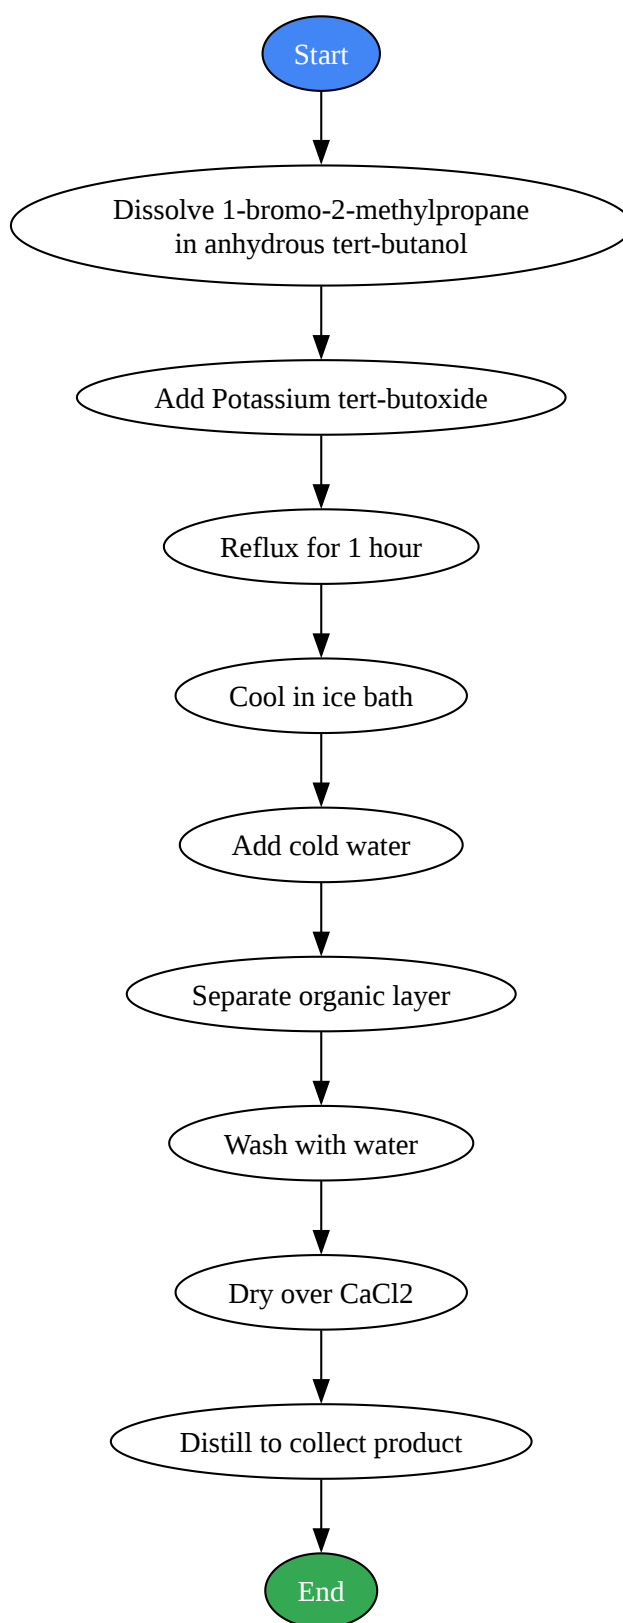 Start
Dissolve 1-bromo-2-methylpropane
in anhydrous tert-butanol
Add Potassium tert-butoxide
Reflux for 1 hour
Cool in ice bath
Add cold water
Separate organic layer
Wash with water
Dry over CaCl2
Distill to collect product
End